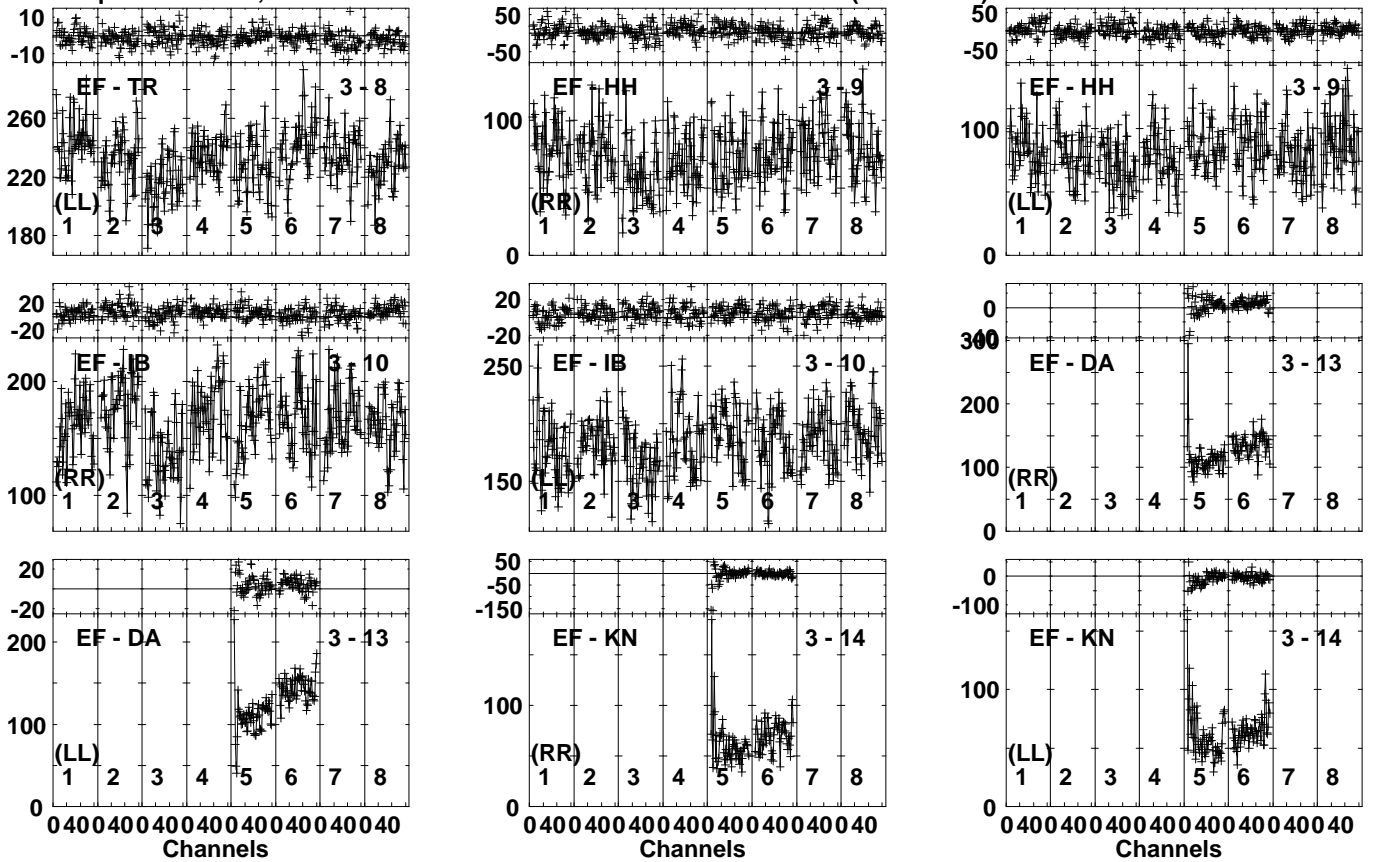 10
-10
EF - TR 3 - 8
260
220
180
(LL)
1 2 3 4 5 6 7 8
50
-50
EF - HH 3 - 9
100
0
(RR)
1 2 3 4 5 6 7 8
50
-50
EF - HH 3 - 9
100
0
(LL)
1 2 3 4 5 6 7 8
20
-20
EF - IB 3 - 10
200
100
(RR)
1 2 3 4 5 6 7 8
20
-20
EF - IB 3 - 10
250
150
(LL)
1 2 3 4 5 6 7 8
0
300
EF - DA 3 - 13
200
100
0
(RR)
1 2 3 4 5 6 7 8
20
-20
EF - DA 3 - 13
200
100
0
(LL)
1 2 3 4 5 6 7 8
50
-50
-150
EF - KN 3 - 14
100
0
(RR)
1 2 3 4 5 6 7 8
0
-100
EF - KN 3 - 14
100
0
(LL)
1 2 3 4 5 6 7 8
0 40 0 40 0 40 0 40 0 40 0 40 0 40 0 40
Channels
0 40 0 40 0 40 0 40 0 40 0 40 0 40 0 40
Channels
0 40 0 40 0 40 0 40 0 40 0 40 0 40 0 40
Channels